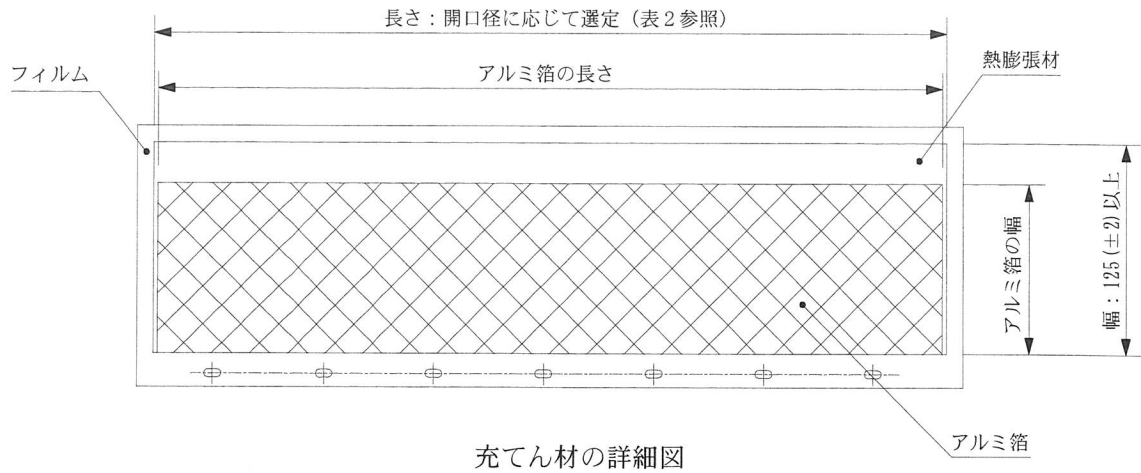 長さ：開口径に応じて選定（表２参照）
フィルム
アルミ箔の長さ
熱膨張材
アルミ箔の幅
幅：125(±2)以上
アルミ箔
充てん材の詳細図